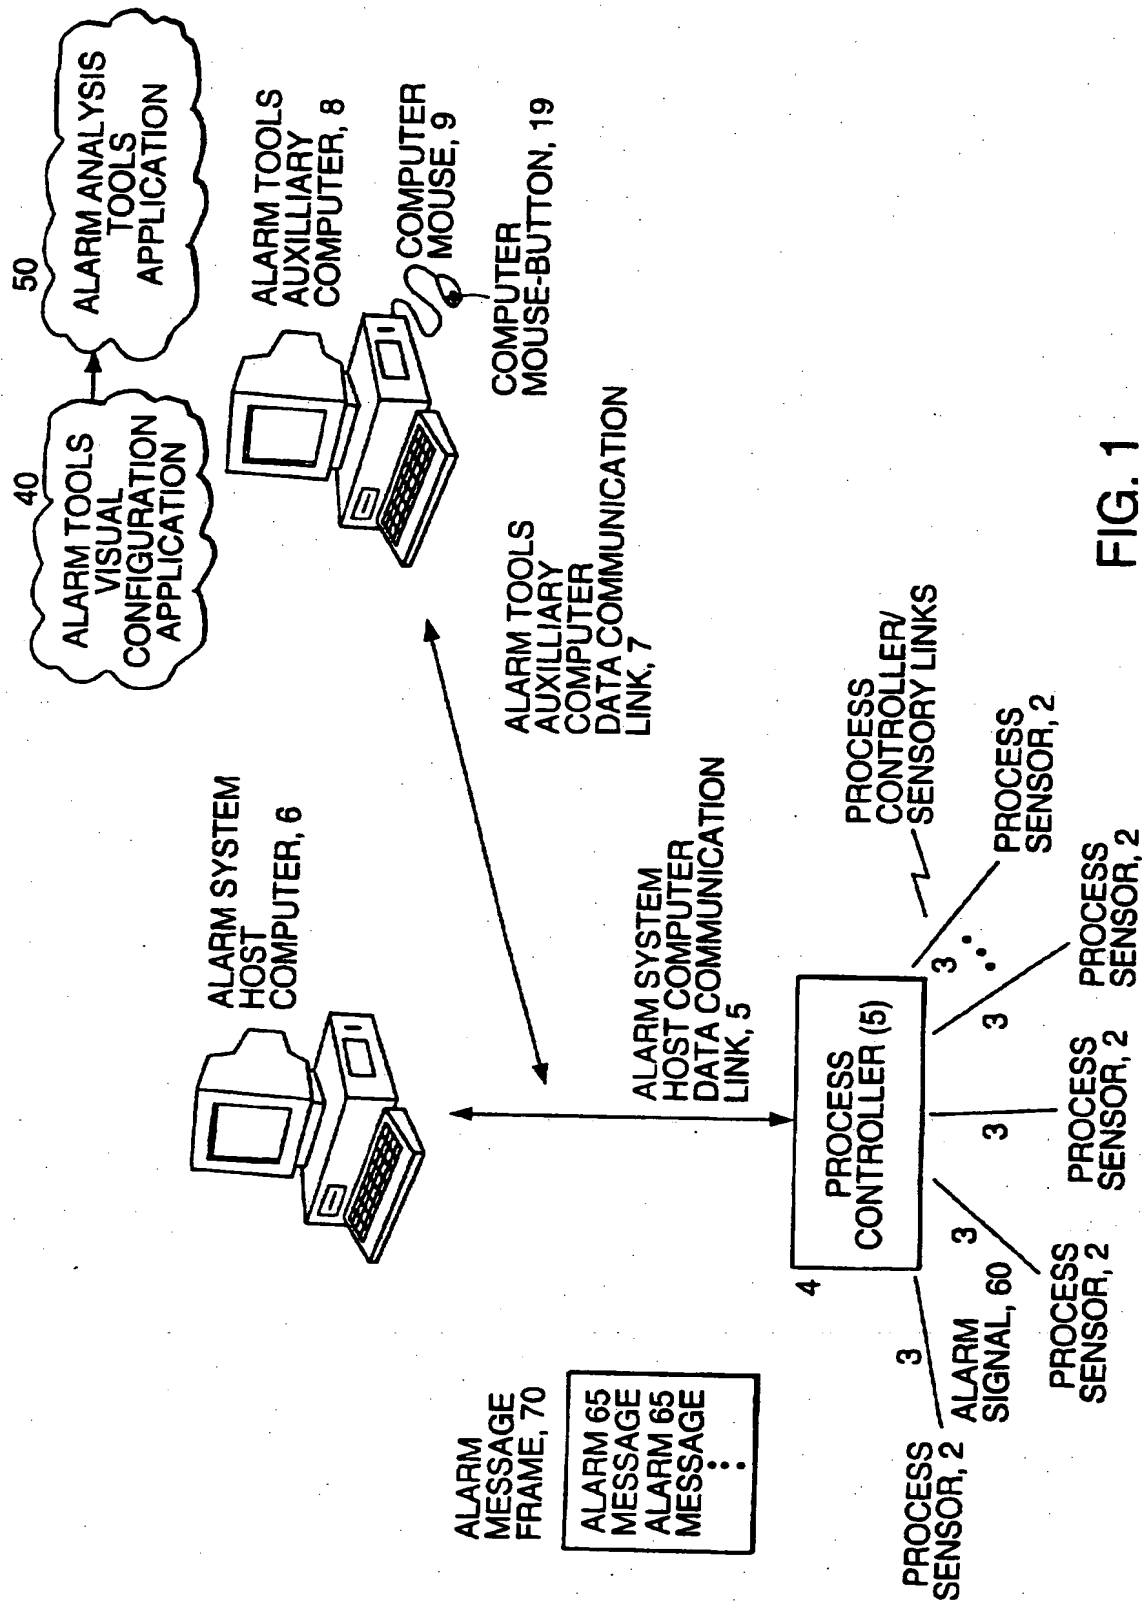 40
ALARM TOOLS
VISUAL
CONFIGURATION
APPLICATION
50
ALARM ANALYSIS
TOOLS
APPLICATION
ALARM SYSTEM
HOST
COMPUTER, 6
ALARM TOOLS
AUXILLIARY
COMPUTER, 8
COMPUTER
MOUSE, 9
COMPUTER
MOUSE-BUTTON, 19
ALARM TOOLS
AUXILLIARY
COMPUTER
DATA COMMUNICATION
LINK, 7
ALARM
MESSAGE
FRAME, 70
ALARM 65
MESSAGE
ALARM 65
MESSAGE
ALARM SYSTEM
HOST COMPUTER
DATA COMMUNICATION
LINK, 5
4
PROCESS
CONTROLLER (5)
PROCESS
CONTROLLER/
SENSORY LINKS
3
3
3
3
3
ALARM
SIGNAL, 60
PROCESS
SENSOR, 2
PROCESS
SENSOR, 2
PROCESS
SENSOR, 2
PROCESS
SENSOR, 2
PROCESS
SENSOR, 2
FIG. 1